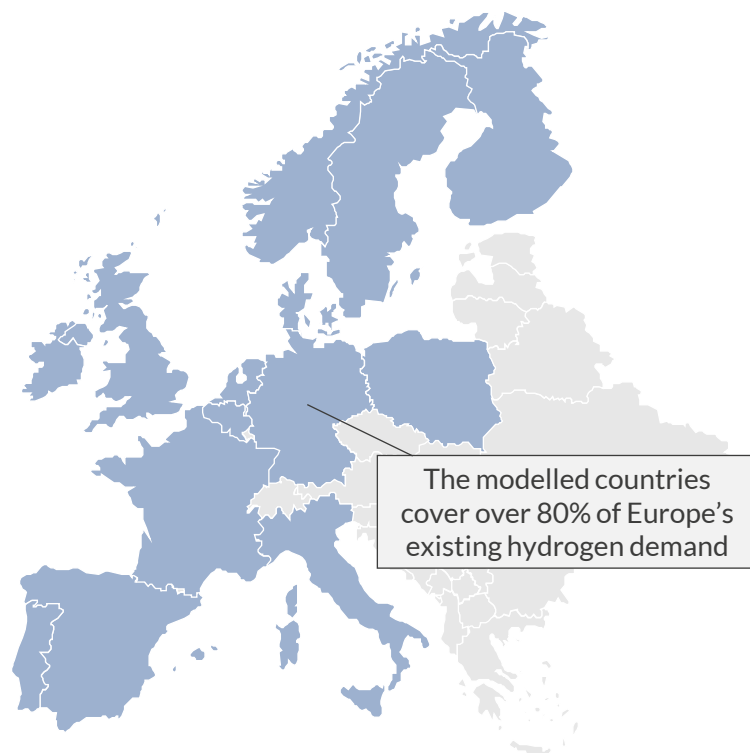 The modelled countries
cover over 80% of Europe’s
existing hydrogen demand